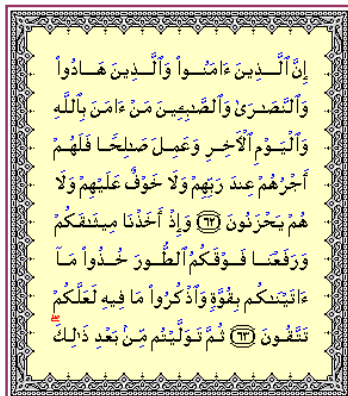 إِنَّ ٱلَّذِينَ ءَامَنُوا۟ وَٱلَّذِينَ هَادُوا۟
وَٱلنَّصَـٰرَىٰ وَٱلصَّـٰبِـِٔينَ مَنْ ءَامَنَ بِٱللَّهِ
وَٱلْيَوْمِ ٱلْـَٔاخِرِ وَعَمِلَ صَـٰلِحًا فَلَهُمْ
أَجْرُهُمْ عِندَ رَبِّهِمْ وَلَا خَوْفٌ عَلَيْهِمْ وَلَا
هُمْ يَحْزَنُونَ ﴿٦٢﴾ وَإِذْ أَخَذْنَا مِيثَـٰقَكُمْ
وَرَفَعْنَا فَوْقَكُمُ ٱلطُّورَ خُذُوا۟ مَآ
ءَاتَيْنَـٰكُم بِقُوَّةٍ وَٱذْكُرُوا۟ مَا فِيهِ لَعَلَّكُمْ
تَتَّقُونَ ﴿٦٣﴾ ثُمَّ تَوَلَّيْتُم مِّنۢ بَعْدِ ذَٰلِكَ ۖ